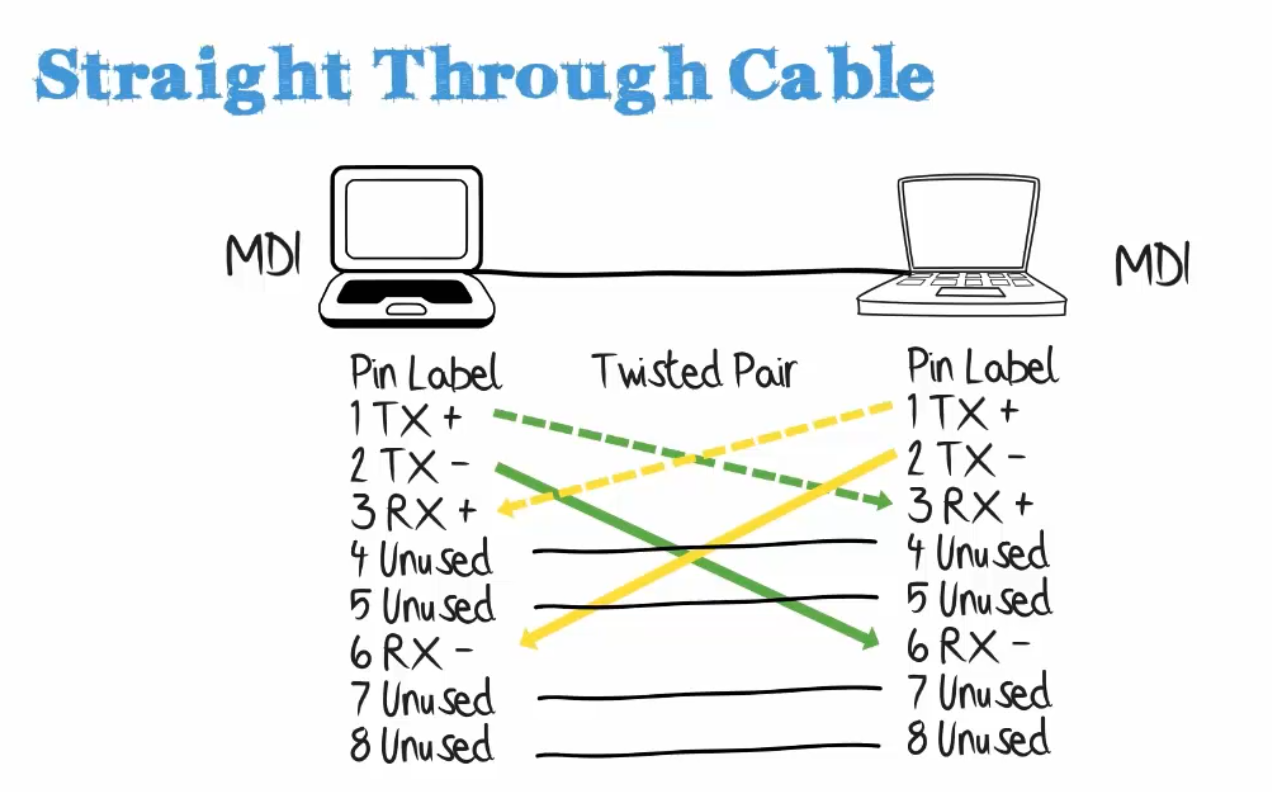 Straight Through Cable
MDI
MDI
Pin Label Twisted Pair Pin Label
1 TX + 1 TX +
2 TX - 2 TX -
3 RX + 3 RX +
4 Unused 4 Unused
5 Unused 5 Unused
6 RX - 6 RX -
7 Unused 7 Unused
8 Unused 8 Unused